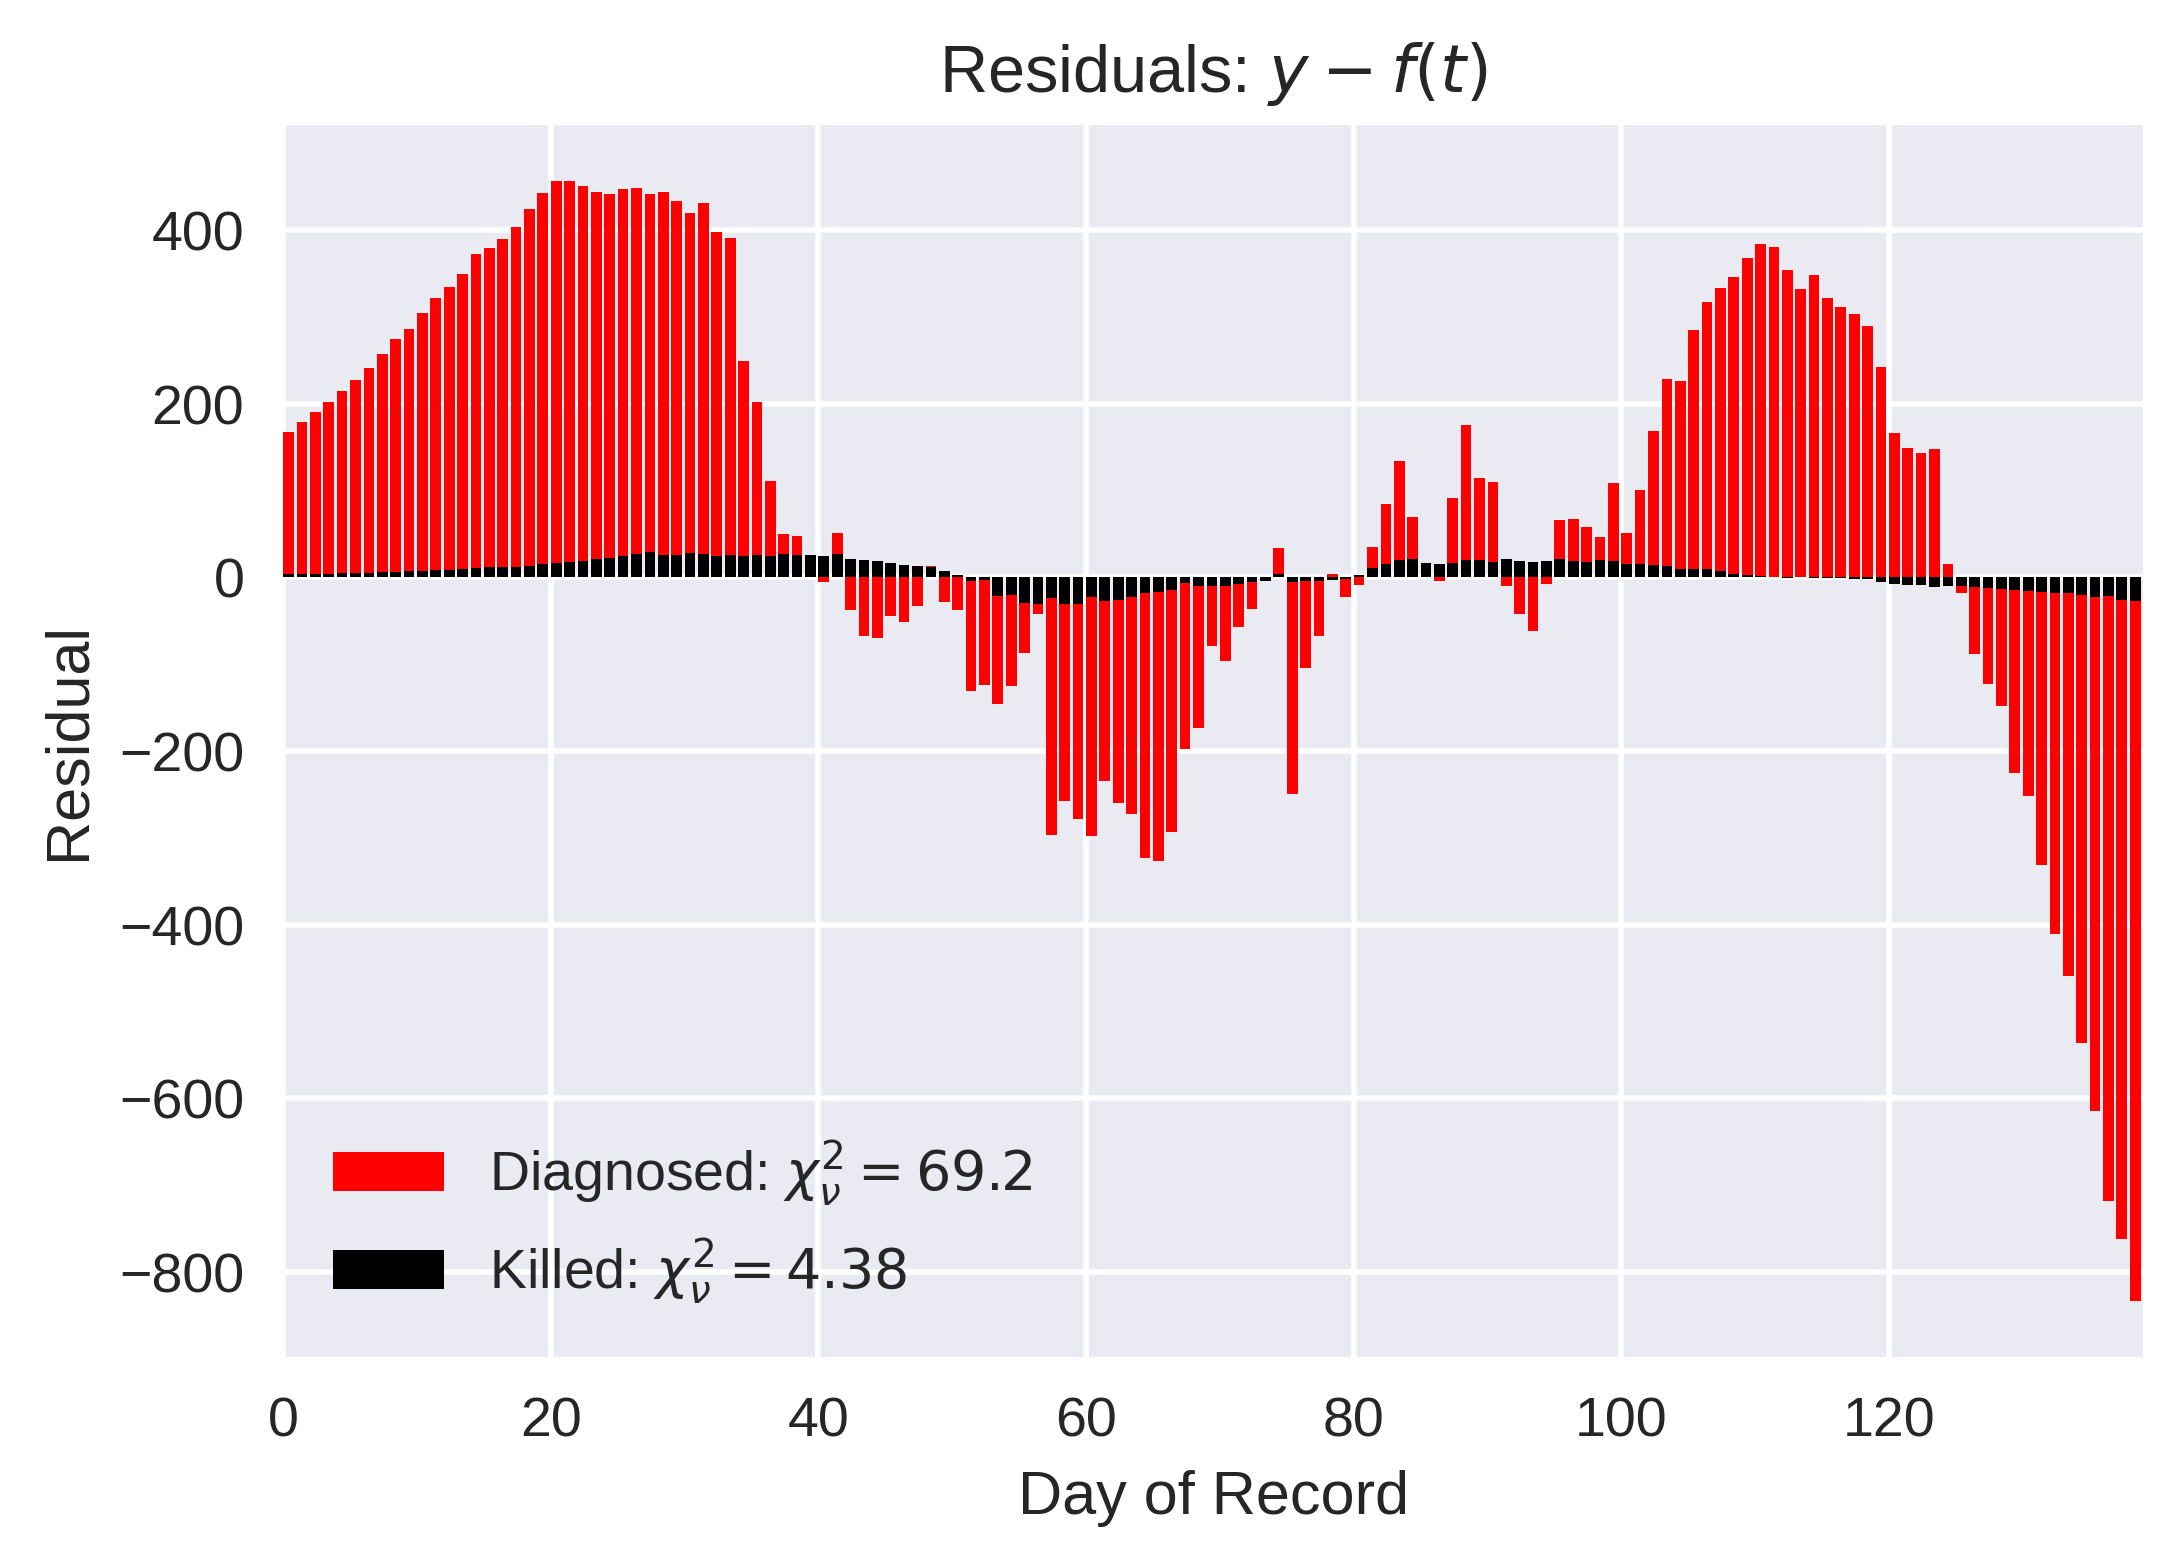 Residuals: y − f(t)
400
200
0
−200
−400
−600
−800
Residual
Diagnosed: χ²ᵥ = 69.2
Killed: χ²ᵥ = 4.38
0 20 40 60 80 100 120
Day of Record